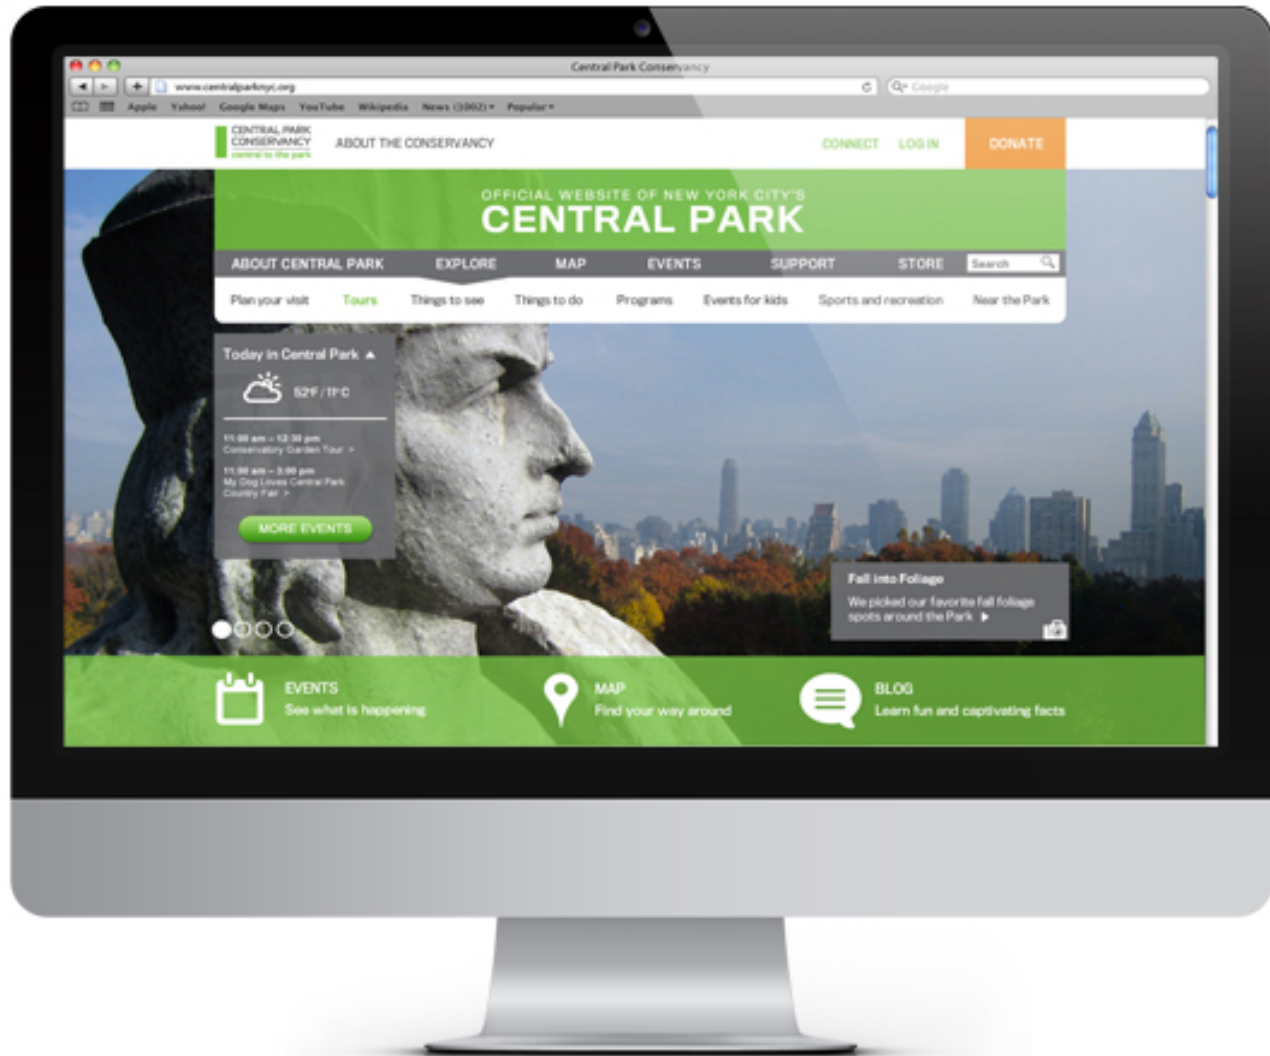 Central Park Conservancy
www.centralparknyc.org
Google
Apple Yahoo! Google Maps YouTube Wikipedia News (1002) Popular
CENTRAL PARK
CONSERVANCY
central to the park
ABOUT THE CONSERVANCY
CONNECT LOG IN DONATE
OFFICIAL WEBSITE OF NEW YORK CITY'S
CENTRAL PARK
ABOUT CENTRAL PARK EXPLORE MAP EVENTS SUPPORT STORE Search
Plan your visit Tours Things to see Things to do Programs Events for kids Sports and recreation Near the Park
Today in Central Park
52°F / 11°C
11:00 am – 12:30 pm
Conservatory Garden Tour >
11:00 am – 3:00 pm
My Dog Loves Central Park
Country Fair >
MORE EVENTS
Fall into Foliage
We picked our favorite fall foliage
spots around the Park
EVENTS
See what is happening
MAP
Find your way around
BLOG
Learn fun and captivating facts